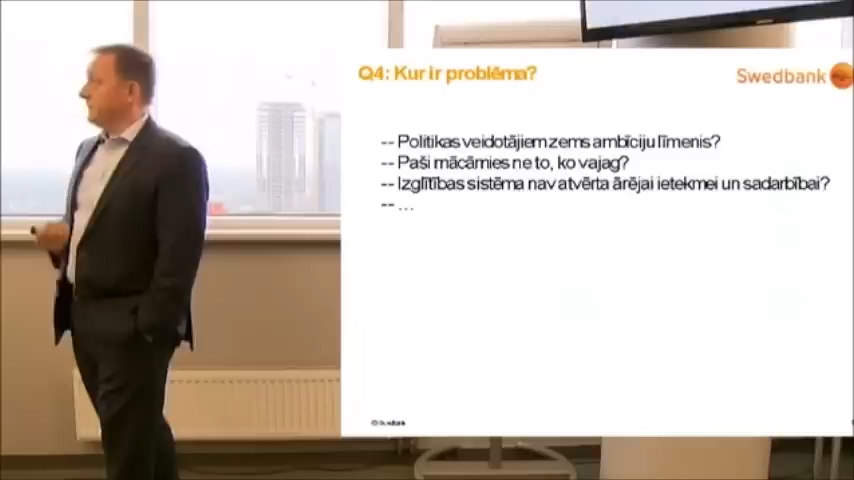 Q4: Kur ir problēma?
Swedbank
-- Politikas veidotājiem zems ambīciju līmenis?
-- Paši mācāmies ne to, ko vajag?
-- Izglītības sistēma nav atvērta ārējai ietekmei un sadarbībai?
-- ...
© Swedbank